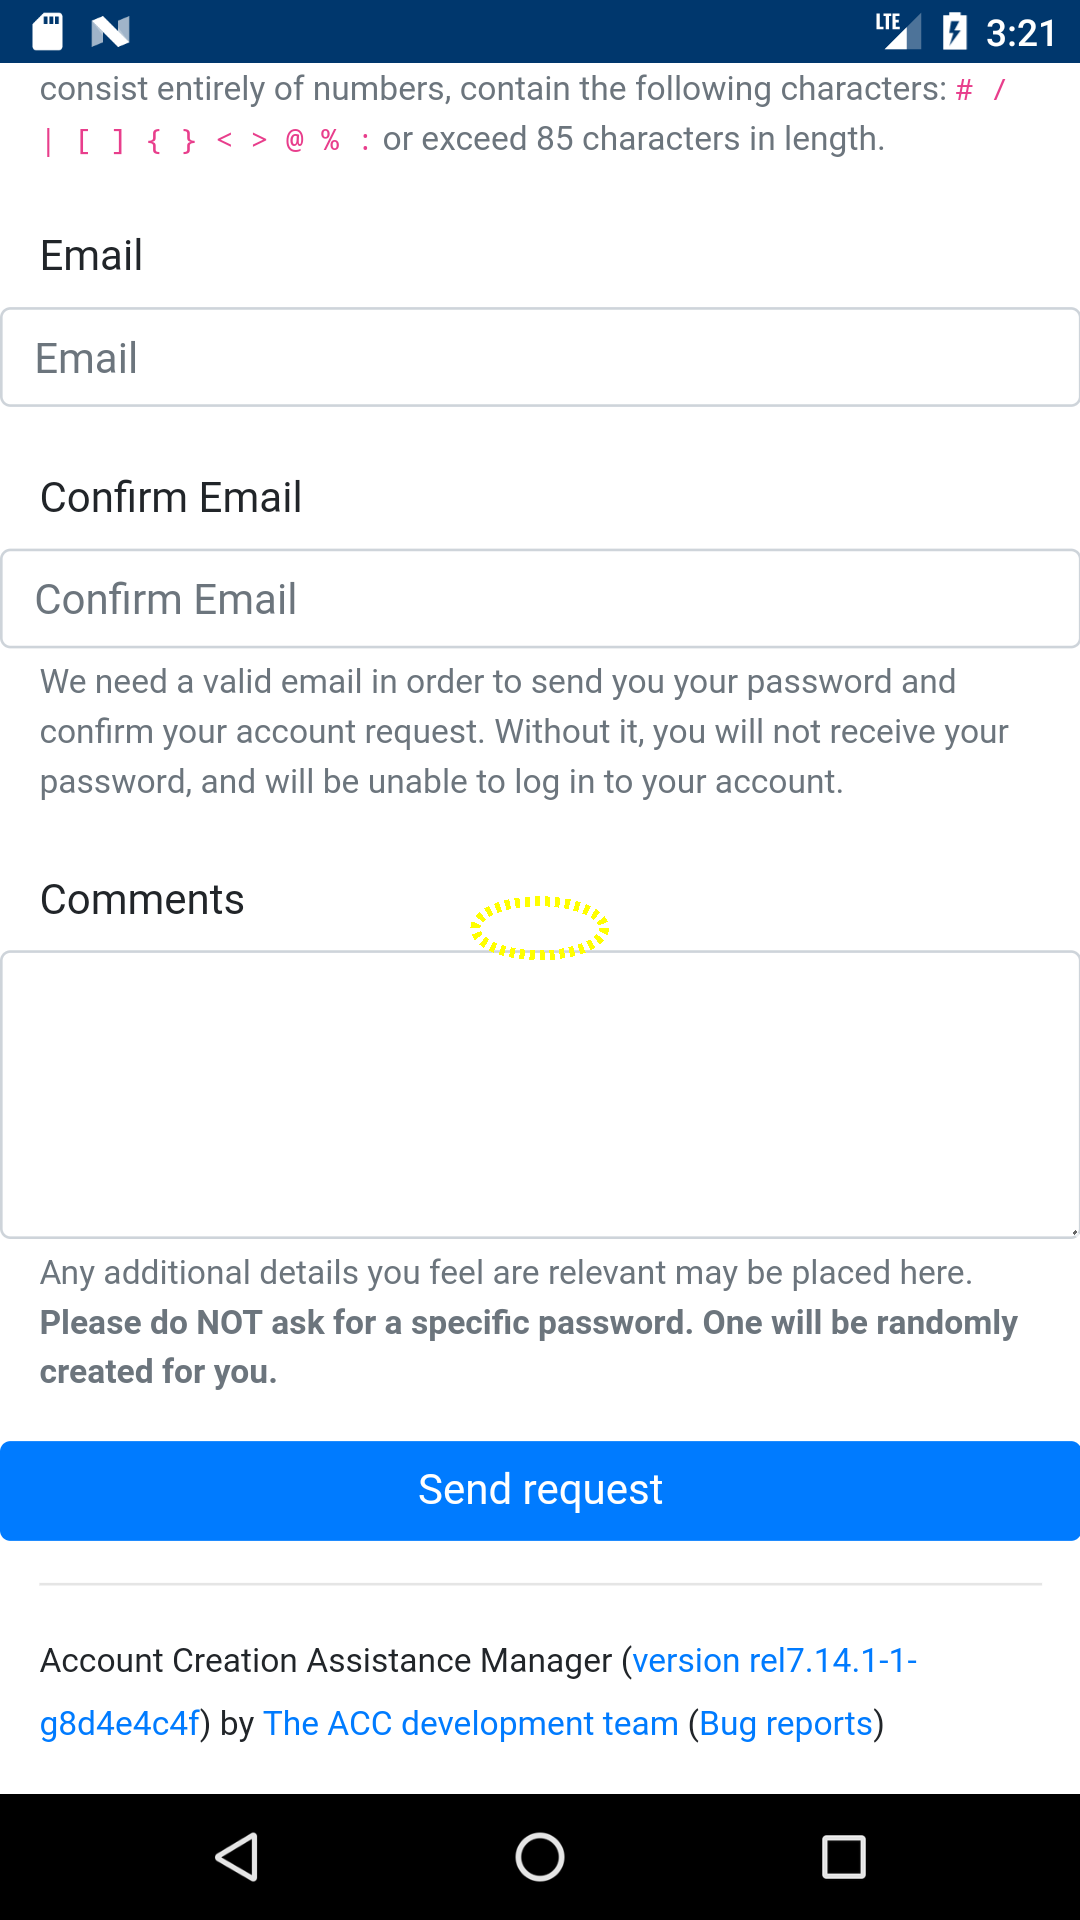 LTE 3:21
consist entirely of numbers, contain the following characters: # /
| [ ] { } < > @ % : or exceed 85 characters in length.
Email
Email
Confirm Email
Confirm Email
We need a valid email in order to send you your password and
confirm your account request. Without it, you will not receive your
password, and will be unable to log in to your account.
Comments
Any additional details you feel are relevant may be placed here.
Please do NOT ask for a specific password. One will be randomly
created for you.
Send request
Account Creation Assistance Manager (version rel7.14.1-1-
g8d4e4c4f) by The ACC development team (Bug reports)